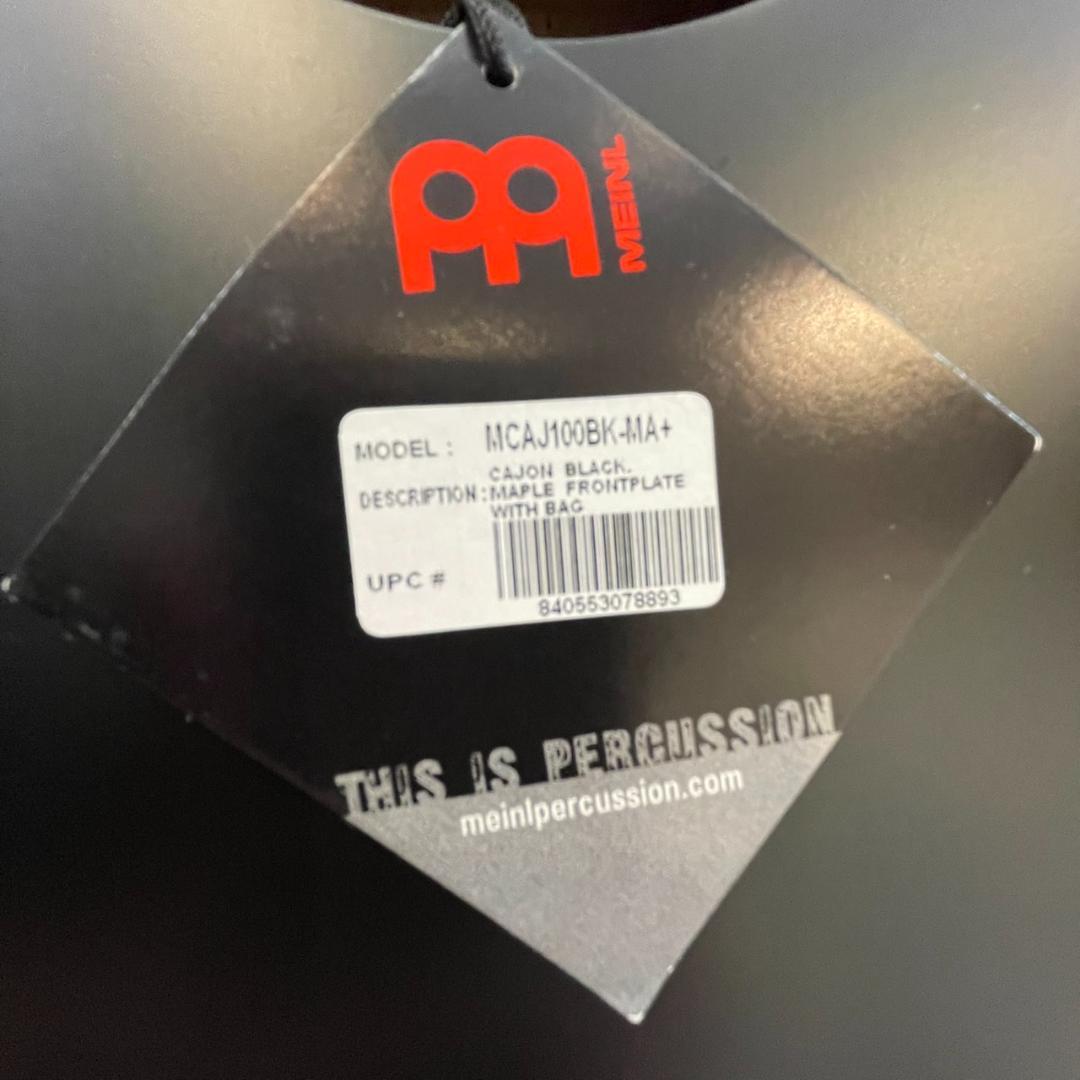 MEINL
MODEL : MCAJ100BK-MA+
CAJON BLACK.
DESCRIPTION: MAPLE FRONTPLATE
WITH BAG
UPC #
840553078893
THIS IS PERCUSSION
meinlpercussion.com